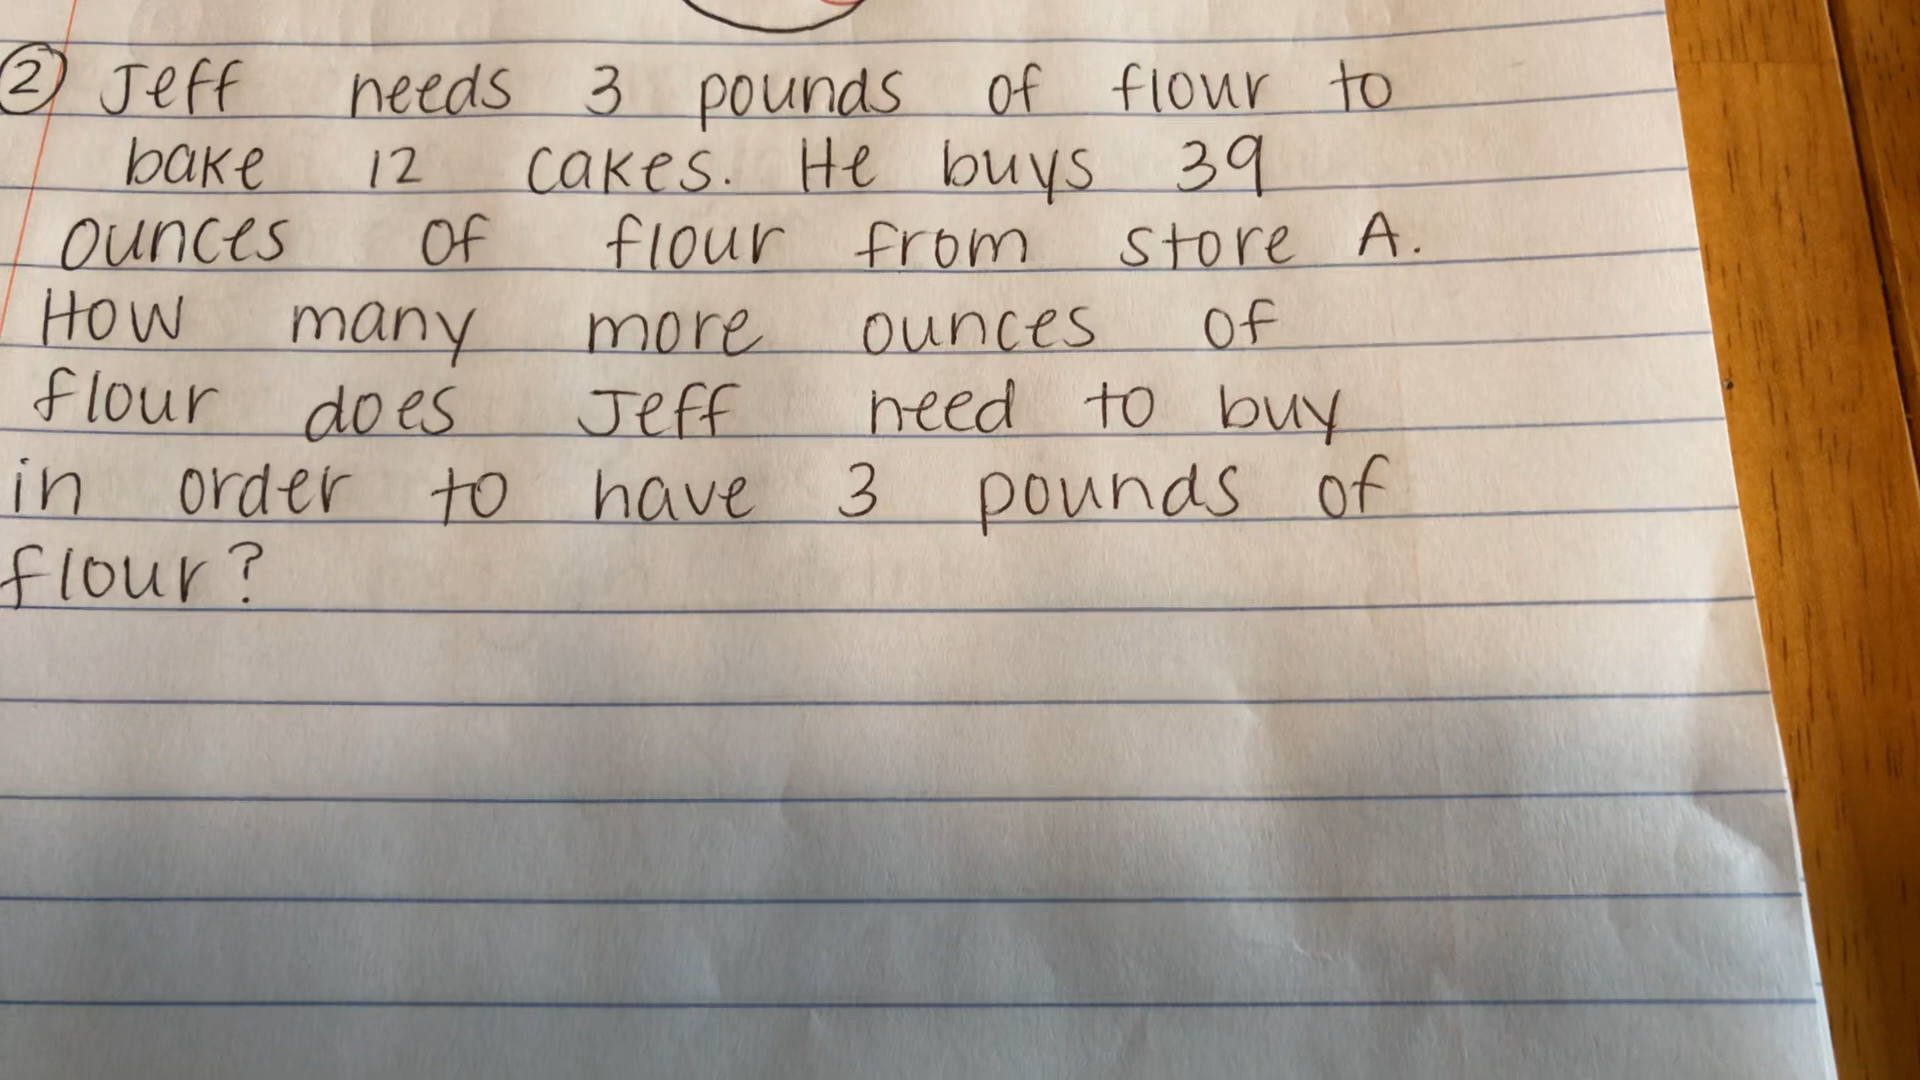 2 Jeff needs 3 pounds of flour to
bake 12 cakes. He buys 39
ounces of flour from store A.
How many more ounces of
flour does Jeff need to buy
in order to have 3 pounds of
flour?